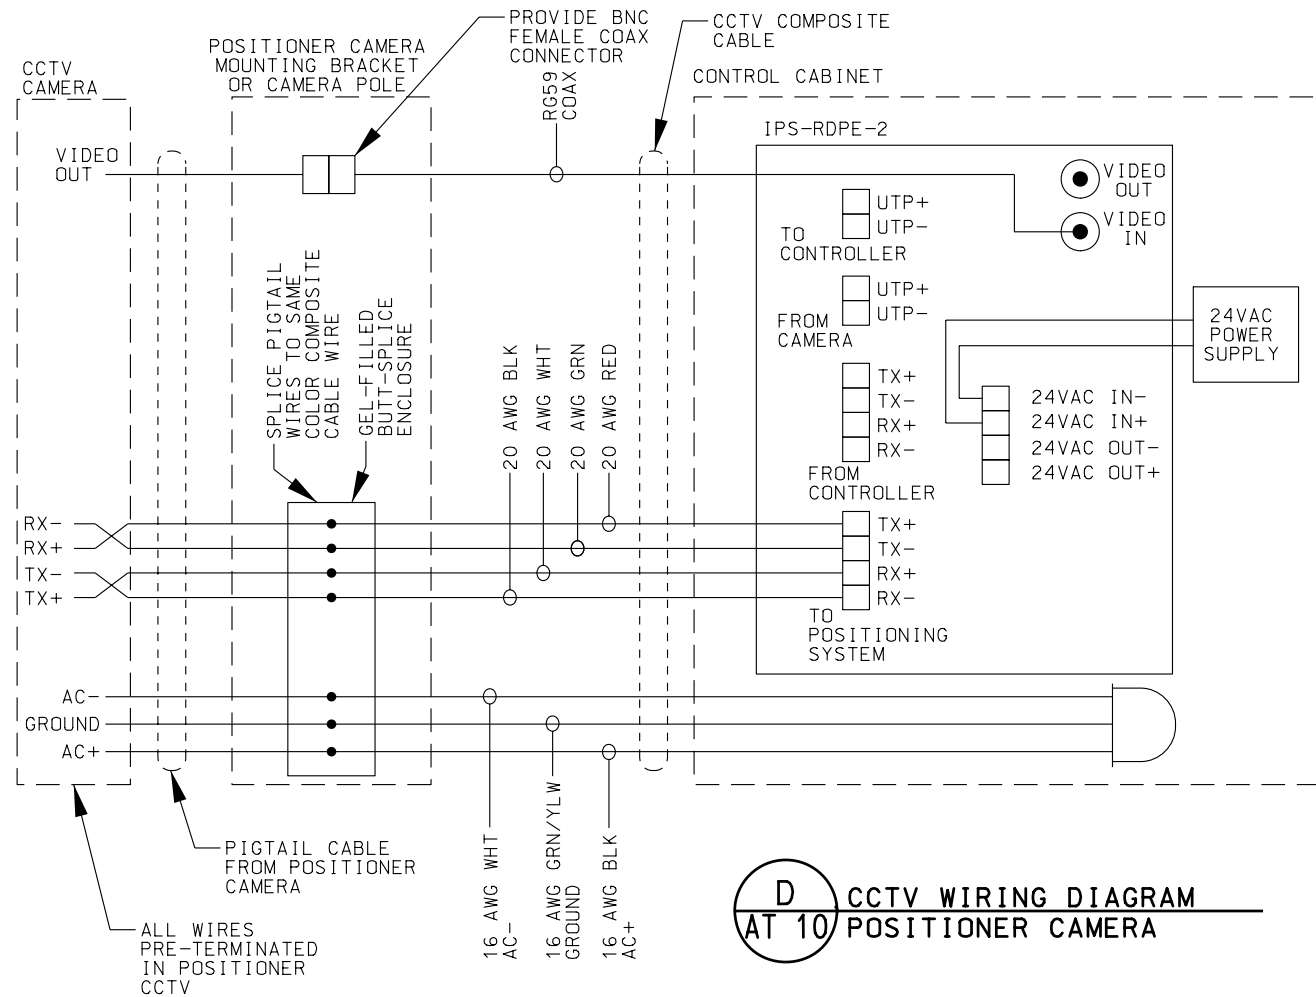 PROVIDE BNC
FEMALE COAX
CONNECTOR
CCTV COMPOSITE
CABLE
POSITIONER CAMERA
MOUNTING BRACKET
OR CAMERA POLE
CCTV
CAMERA
RG59
COAX
CONTROL CABINET
IPS-RDPE-2
VIDEO
OUT
VIDEO
OUT
VIDEO
IN
UTP+
UTP-
TO
CONTROLLER
UTP+
UTP-
FROM
CAMERA
24VAC
POWER
SUPPLY
SPLICE PIGTAIL
WIRES TO SAME
COLOR COMPOSITE
CABLE WIRE
GEL-FILLED
BUTT-SPLICE
ENCLOSURE
20 AWG BLK
20 AWG WHT
20 AWG GRN
20 AWG RED
TX+
TX-
RX+
RX-
FROM
CONTROLLER
24VAC IN-
24VAC IN+
24VAC OUT-
24VAC OUT+
RX-
RX+
TX-
TX+
TX+
TX-
RX+
RX-
TO
POSITIONING
SYSTEM
AC-
GROUND
AC+
16 AWG WHT
AC-
16 AWG GRN/YLW
GROUND
16 AWG BLK
AC+
PIGTAIL CABLE
FROM POSITIONER
CAMERA
ALL WIRES
PRE-TERMINATED
IN POSITIONER
CCTV
D
AT 10
CCTV WIRING DIAGRAM
POSITIONER CAMERA